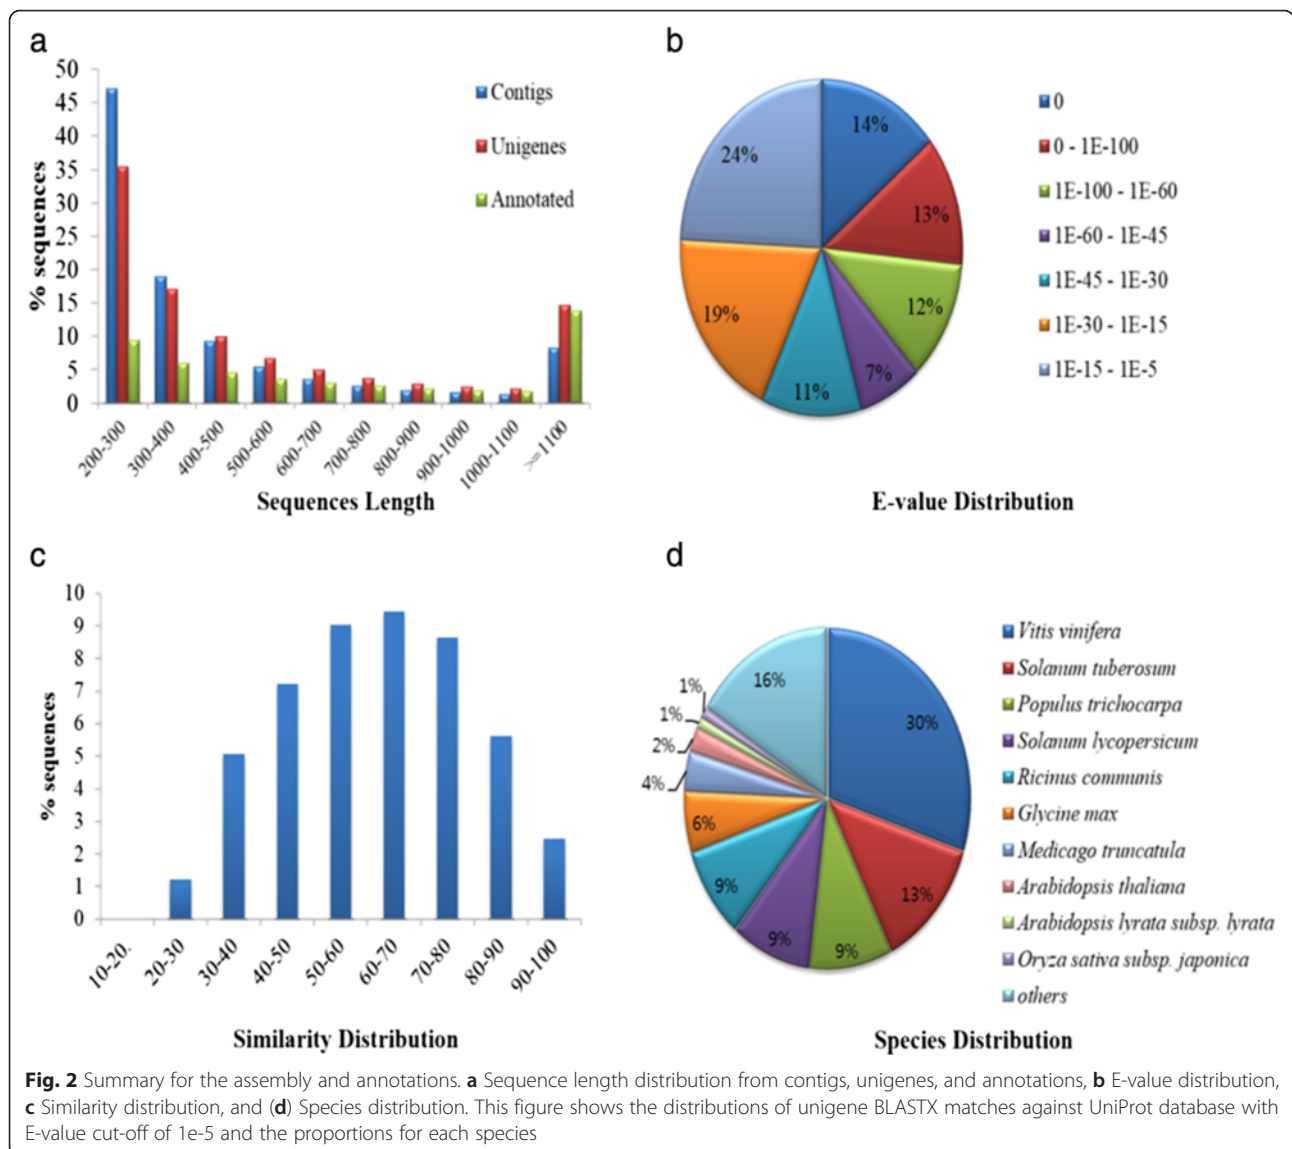 a
50
45
40
35
30
25
20
15
10
5
0
% sequences
Contigs
Unigenes
Annotated
200-300
300-400
400-500
500-600
600-700
700-800
800-900
900-1000
1000-1100
>=1100
Sequences Length
b
14%
13%
12%
7%
11%
19%
24%
0
0 - 1E-100
1E-100 - 1E-60
1E-60 - 1E-45
1E-45 - 1E-30
1E-30 - 1E-15
1E-15 - 1E-5
E-value Distribution
c
10
9
8
7
6
5
4
3
2
1
0
% sequences
10-20.
20-30
30-40
40-50
50-60
60-70
70-80
80-90
90-100
Similarity Distribution
d
30%
13%
9%
9%
9%
6%
4%
2%
1%
1%
16%
Vitis vinifera
Solanum tuberosum
Populus trichocarpa
Solanum lycopersicum
Ricinus communis
Glycine max
Medicago truncatula
Arabidopsis thaliana
Arabidopsis lyrata subsp. lyrata
Oryza sativa subsp. japonica
others
Species Distribution
Fig. 2 Summary for the assembly and annotations. a Sequence length distribution from contigs, unigenes, and annotations, b E-value distribution,
c Similarity distribution, and (d) Species distribution. This figure shows the distributions of unigene BLASTX matches against UniProt database with
E-value cut-off of 1e-5 and the proportions for each species